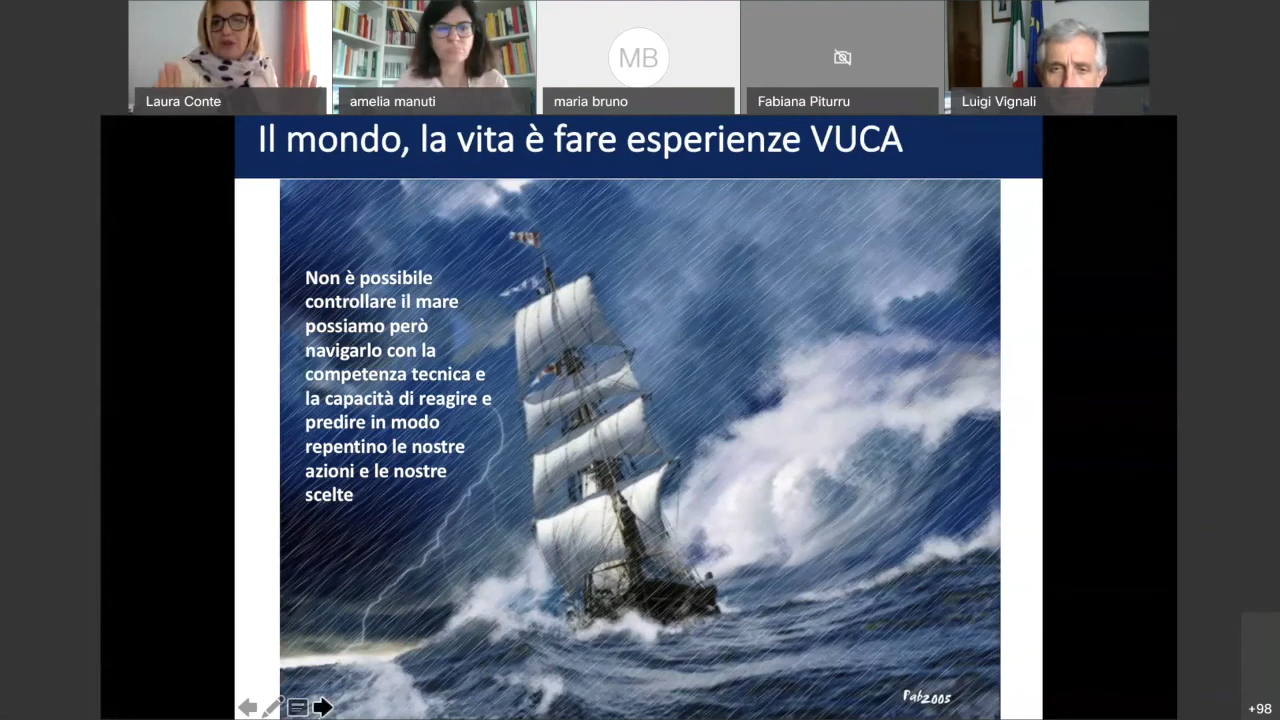 MB
Laura Conte
amelia manuti
maria bruno
Fabiana Piturru
Luigi Vignali
Il mondo, la vita è fare esperienze VUCA
Non è possibile
controllare il mare
possiamo però
navigarlo con la
competenza tecnica e
la capacità di reagire e
predire in modo
repentino le nostre
azioni e le nostre
scelte
Pab2005
+98